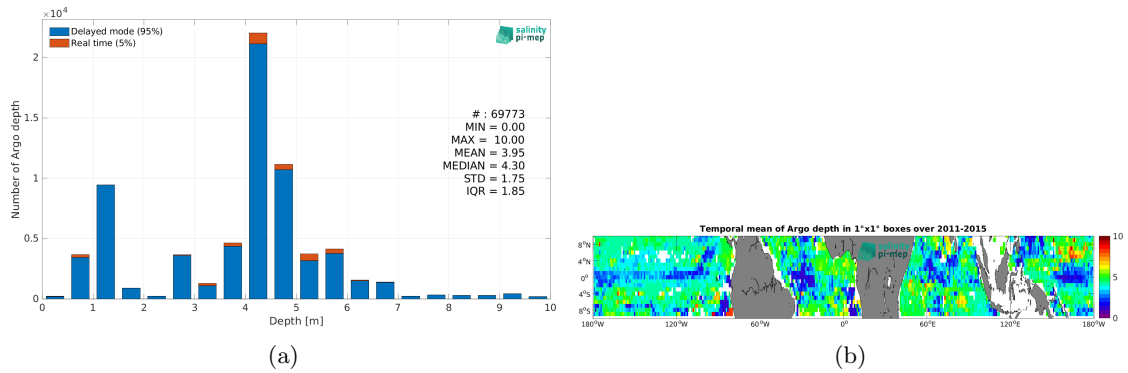 ×10⁴
Delayed mode (95%)
Real time (5%)
salinity
pi-mep
# : 69773
MIN = 0.00
MAX = 10.00
MEAN = 3.95
MEDIAN = 4.30
STD = 1.75
IQR = 1.85
Number of Argo depth
2
1.5
1
0.5
0
0 1 2 3 4 5 6 7 8 9 10
Depth [m]
(a)
Temporal mean of Argo depth in 1°x1° boxes over 2011-2015
salinity
pi-mep
8°N
4°N
0°
4°S
8°S
180°W 120°W 60°W 0° 60°E 120°E 180°W
10
5
0
(b)